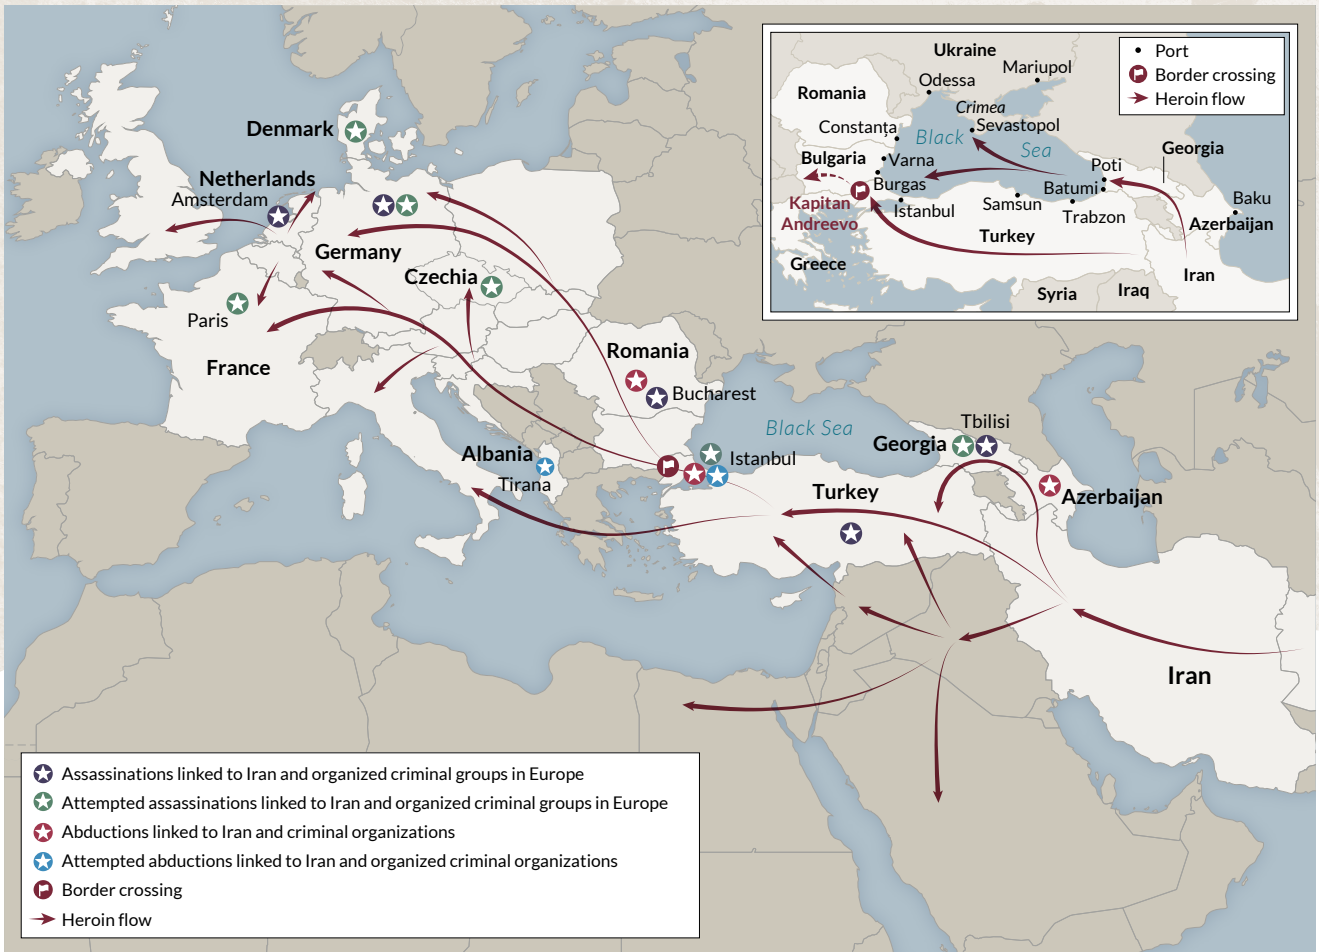 Denmark
Netherlands
Amsterdam
Germany
Czechia
Paris
France
Romania
Bucharest
Albania
Tirana
Black Sea
Istanbul
Turkey
Tbilisi
Georgia
Azerbaijan
Iran
Ukraine
Mariupol
Odessa
Romania
Crimea
Constanța
Sevastopol
Black
Sea
Bulgaria
Varna
Georgia
Poti
Burgas
Batumi
Kapitan
Andreevo
Istanbul
Samsun
Trabzon
Baku
Azerbaijan
Turkey
Greece
Iran
Syria
Iraq
Port
Border crossing
Heroin flow
Assassinations linked to Iran and organized criminal groups in Europe
Attempted assassinations linked to Iran and organized criminal groups in Europe
Abductions linked to Iran and criminal organizations
Attempted abductions linked to Iran and organized criminal organizations
Border crossing
Heroin flow